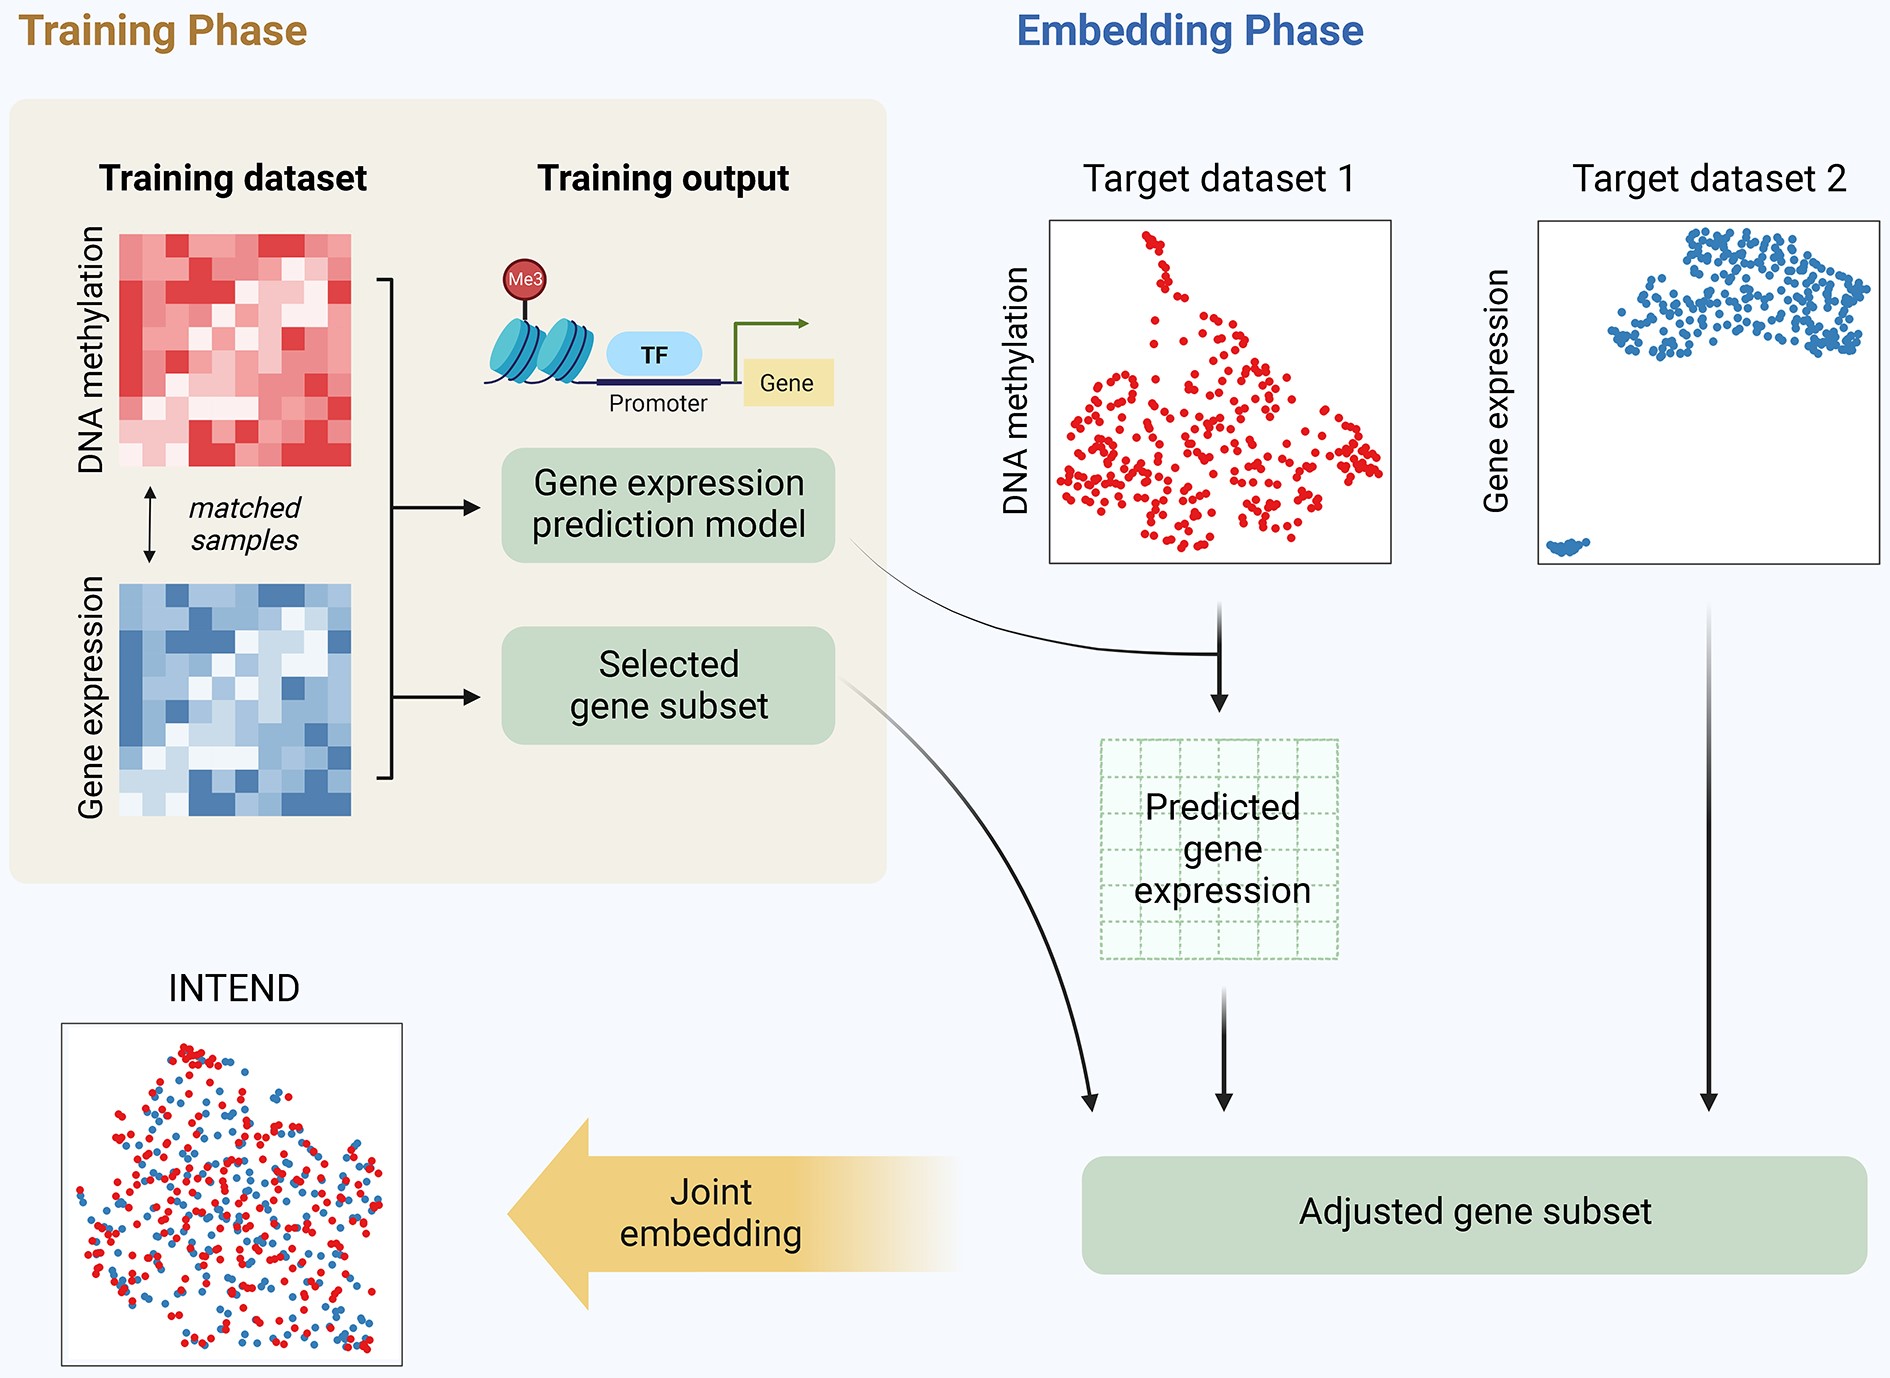 Training Phase
Embedding Phase
Training dataset
Training output
DNA methylation
matched
samples
Gene expression
Me3
TF
Promoter
Gene
Gene expression
prediction model
Selected
gene subset
Target dataset 1
DNA methylation
Target dataset 2
Gene expression
Predicted
gene
expression
Adjusted gene subset
Joint
embedding
INTEND